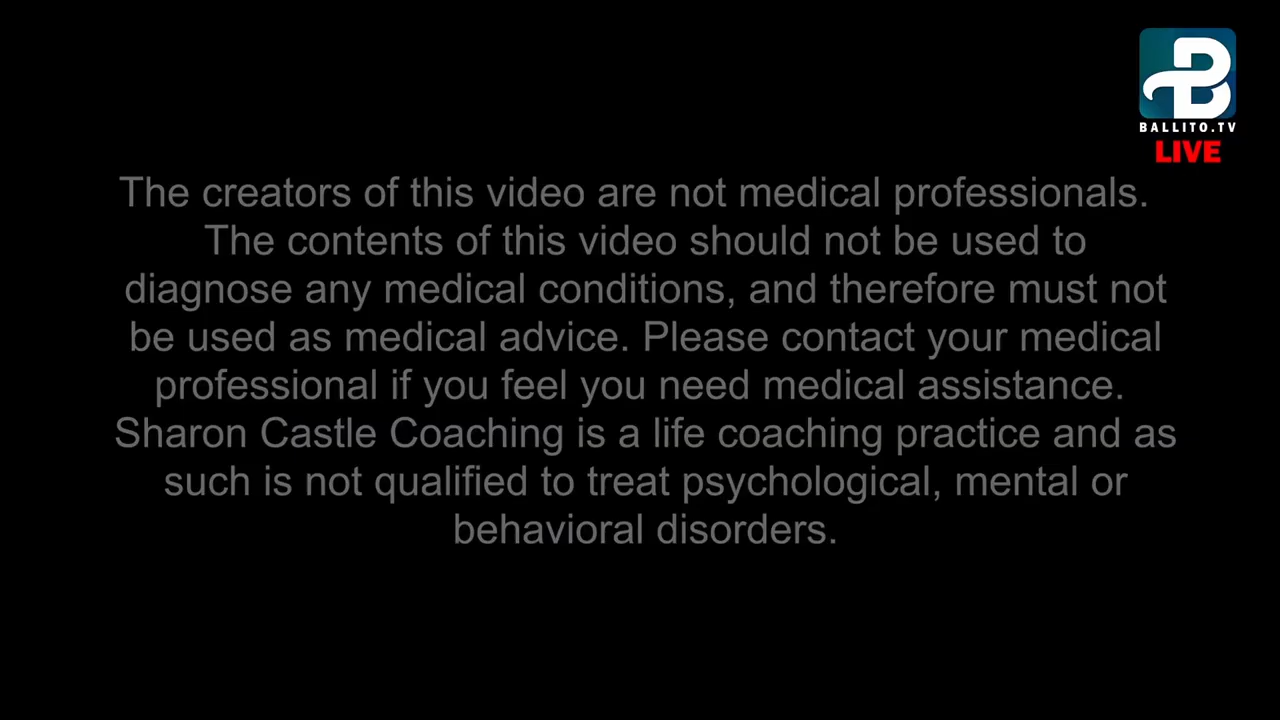 BALLITO.TV
LIVE
The creators of this video are not medical professionals.
The contents of this video should not be used to
diagnose any medical conditions, and therefore must not
be used as medical advice. Please contact your medical
professional if you feel you need medical assistance.
Sharon Castle Coaching is a life coaching practice and as
such is not qualified to treat psychological, mental or
behavioral disorders.